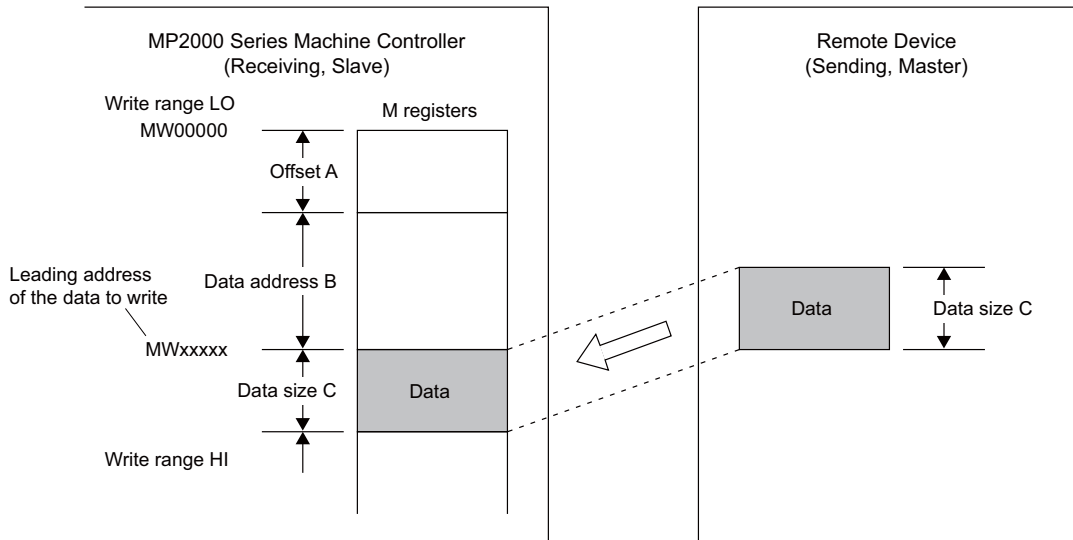 MP2000 Series Machine Controller
(Receiving, Slave)
Write range LO
MW00000
M registers
Offset A
Data address B
Leading address
of the data to write
MWxxxxx
Data size C
Data
Write range HI
Remote Device
(Sending, Master)
Data
Data size C